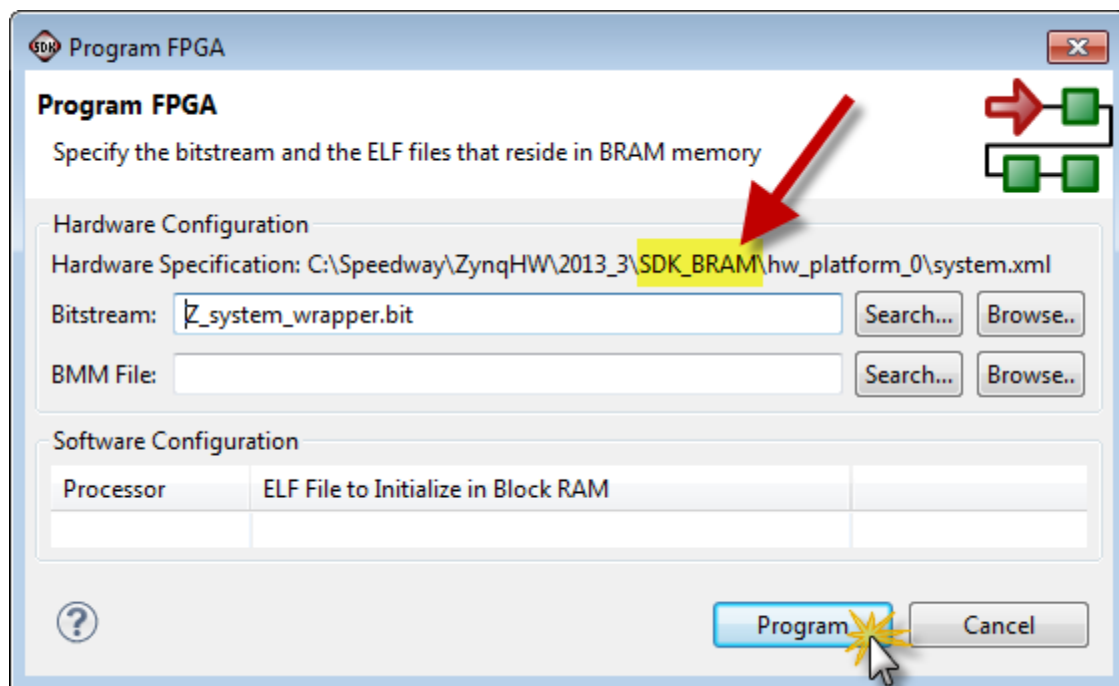 SDK Program FPGA
Program FPGA
Specify the bitstream and the ELF files that reside in BRAM memory
Hardware Configuration
Hardware Specification: C:\Speedway\ZynqHW\2013_3\SDK_BRAM\hw_platform_0\system.xml
Bitstream: Z_system_wrapper.bit Search... Browse..
BMM File: Search... Browse..
Software Configuration
Processor ELF File to Initialize in Block RAM
? Program Cancel